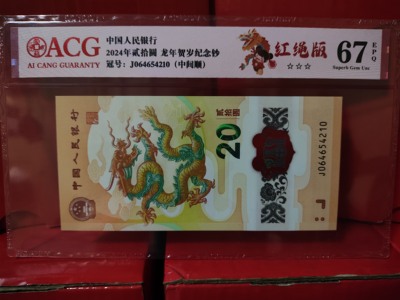 ACG
AI CANG GUARANTY
中国人民银行
2024年贰拾圆 龙年贺岁纪念钞
冠号:J064654210(中间顺)
红绳版
☆☆☆
67
EPQ
Superb Gem Unc
中国人民银行
贰拾圆
20
J064654210